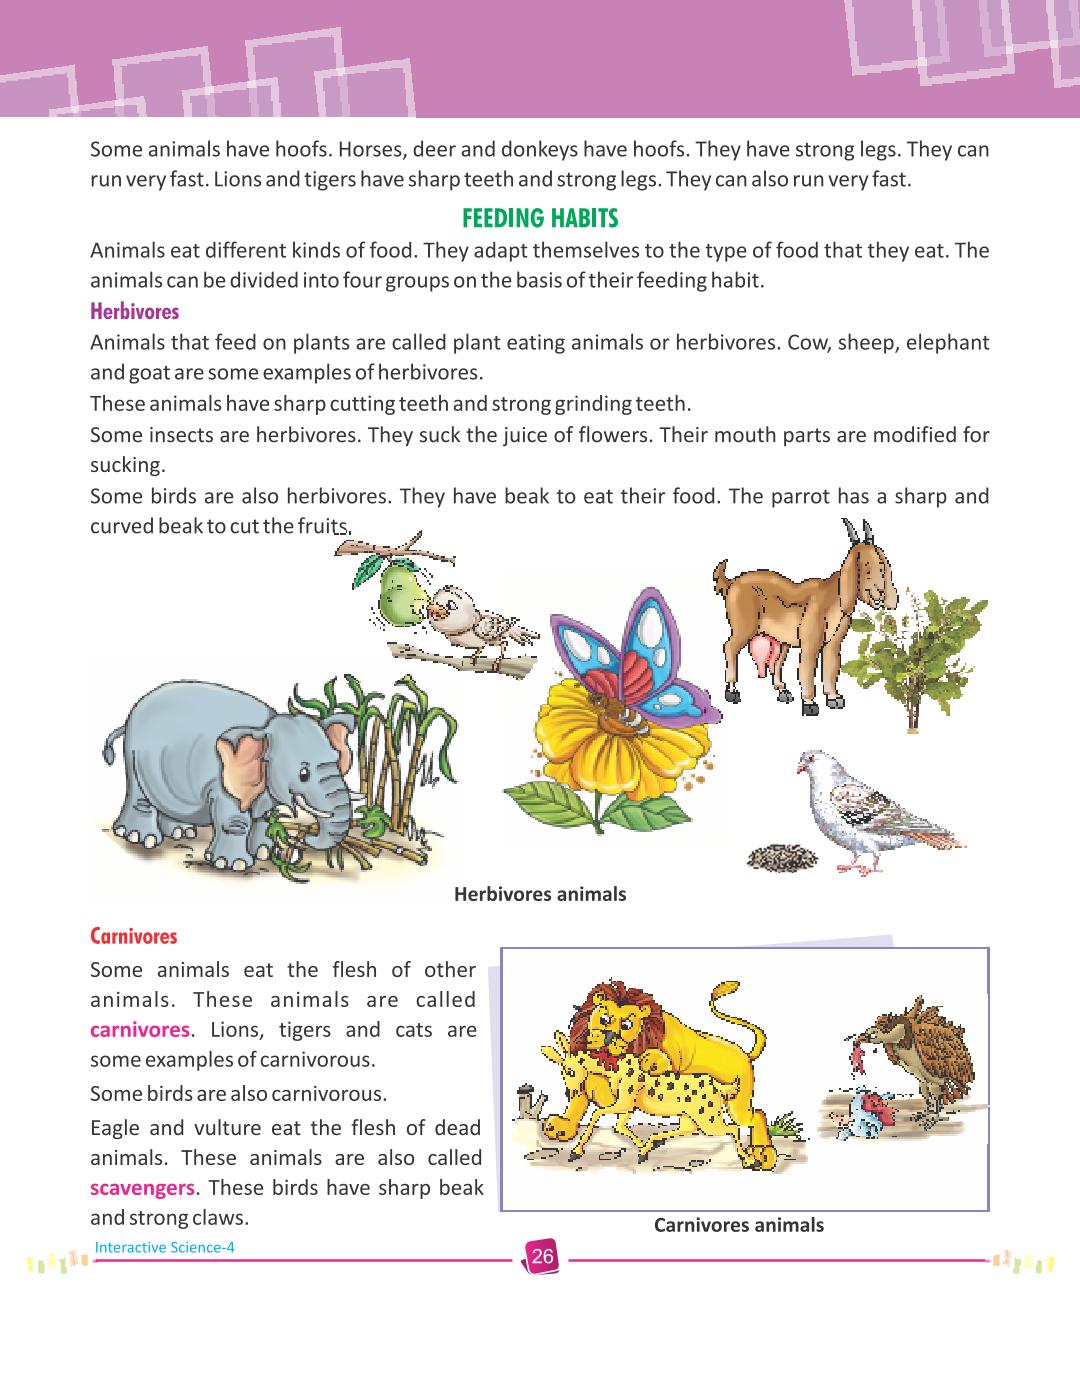 Some animals have hoofs. Horses, deer and donkeys have hoofs. They have strong legs. They can
run very fast. Lions and tigers have sharp teeth and strong legs. They can also run very fast.
FEEDING HABITS
Animals eat different kinds of food. They adapt themselves to the type of food that they eat. The
animals can be divided into four groups on the basis of their feeding habit.
Herbivores
Animals that feed on plants are called plant eating animals or herbivores. Cow, sheep, elephant
and goat are some examples of herbivores.
These animals have sharp cutting teeth and strong grinding teeth.
Some insects are herbivores. They suck the juice of flowers. Their mouth parts are modified for
sucking.
Some birds are also herbivores. They have beak to eat their food. The parrot has a sharp and
curved beak to cut the fruits.
Herbivores animals
Carnivores
Some animals eat the flesh of other
animals. These animals are called
carnivores. Lions, tigers and cats are
some examples of carnivorous.
Some birds are also carnivorous.
Eagle and vulture eat the flesh of dead
animals. These animals are also called
scavengers. These birds have sharp beak
and strong claws.
Carnivores animals
Interactive Science-4
26